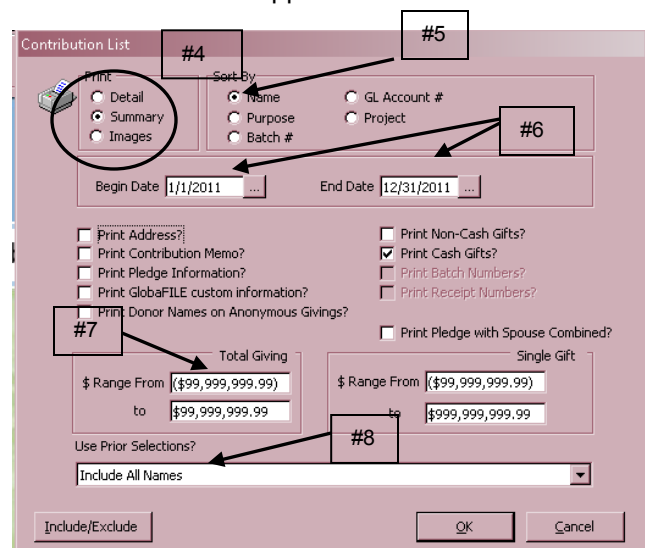 Contribution List
#4
#5
Print
Sort By
Detail
Name
GL Account #
Summary
Purpose
Project
Images
Batch #
#6
Begin Date 1/1/2011 ...
End Date 12/31/2011 ...
Print Address?
Print Non-Cash Gifts?
Print Contribution Memo?
Print Cash Gifts?
Print Pledge Information?
Print Batch Numbers?
Print GlobaFILE custom information?
Print Receipt Numbers?
Print Donor Names on Anonymous Givings?
#7
Print Pledge with Spouse Combined?
Total Giving
Single Gift
$ Range From ($99,999,999.99)
$ Range From ($99,999,999.99)
to $99,999,999.99
to $999,999,999.99
#8
Use Prior Selections?
Include All Names
Include/Exclude
OK
Cancel